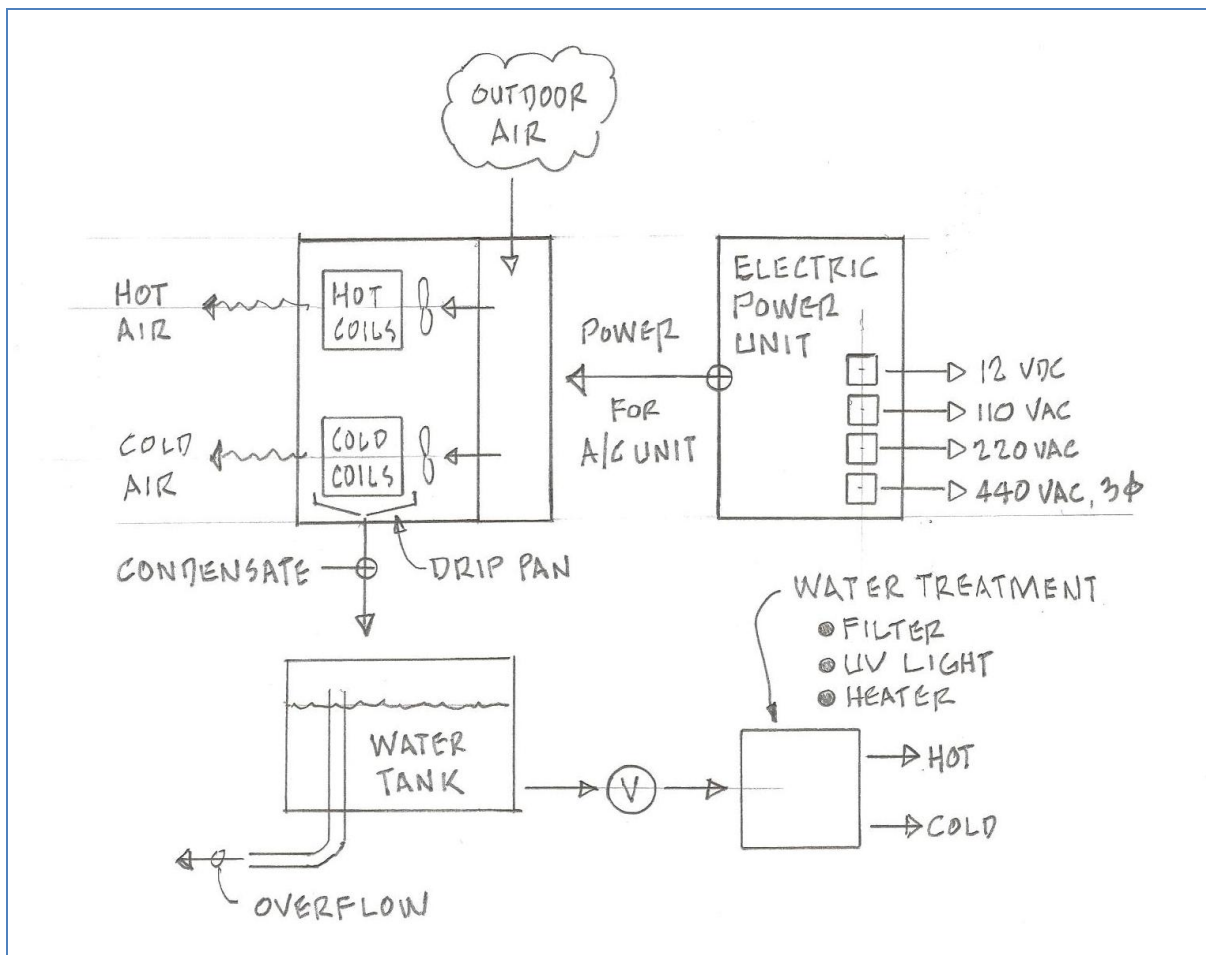 OUTDOOR
AIR
HOT
AIR
HOT
COILS
COLD
AIR
COLD
COILS
POWER
FOR
A/C UNIT
ELECTRIC
POWER
UNIT
12 VDC
110 VAC
220 VAC
440 VAC, 3Φ
CONDENSATE
DRIP PAN
WATER TREATMENT
● FILTER
● UV LIGHT
● HEATER
WATER
TANK
V
HOT
COLD
OVERFLOW